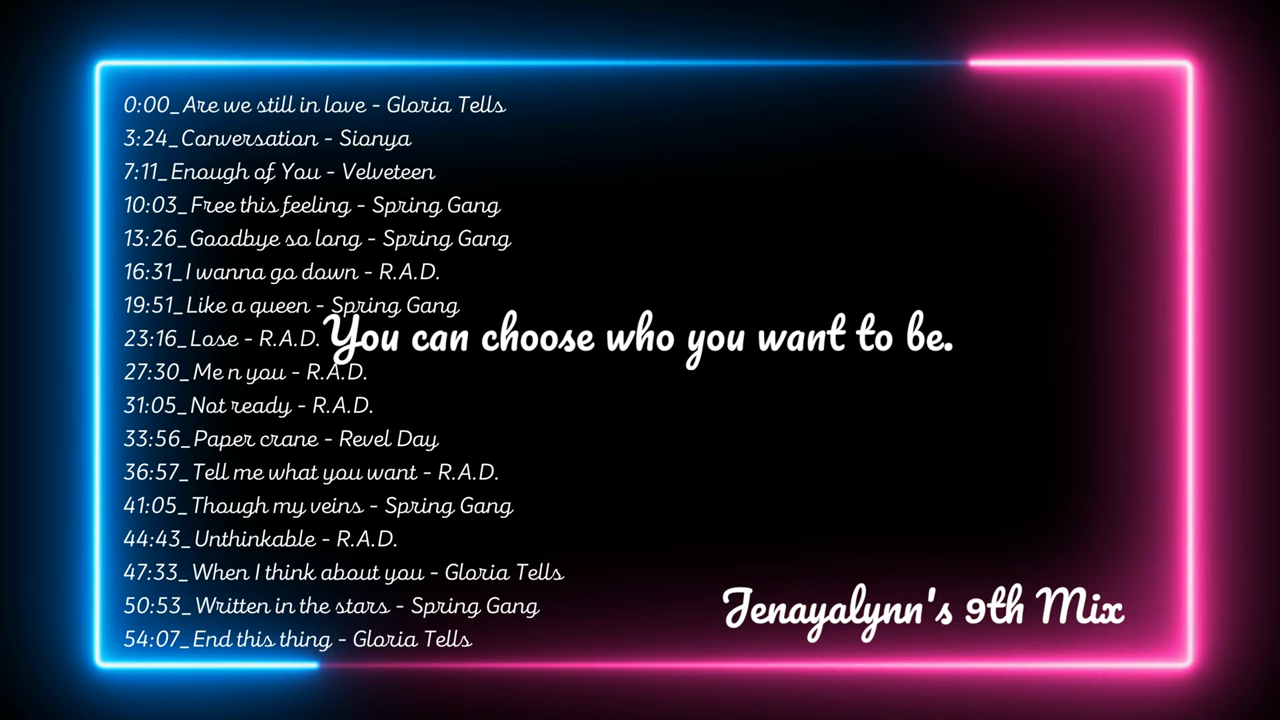 0:00_Are we still in love - Gloria Tells
3:24_Conversation - Sionya
7:11_Enough of You - Velveteen
10:03_Free this feeling - Spring Gang
13:26_Goodbye so long - Spring Gang
16:31_I wanna go down - R.A.D.
19:51_Like a queen - Spring Gang
23:16_Lose - R.A.D.
You can choose who you want to be.
27:30_Me n you - R.A.D.
31:05_Not ready - R.A.D.
33:56_Paper crane - Revel Day
36:57_Tell me what you want - R.A.D.
41:05_Though my veins - Spring Gang
44:43_Unthinkable - R.A.D.
47:33_When I think about you - Gloria Tells
50:53_Written in the stars - Spring Gang
54:07_End this thing - Gloria Tells
Jenayalynn's 9th Mix